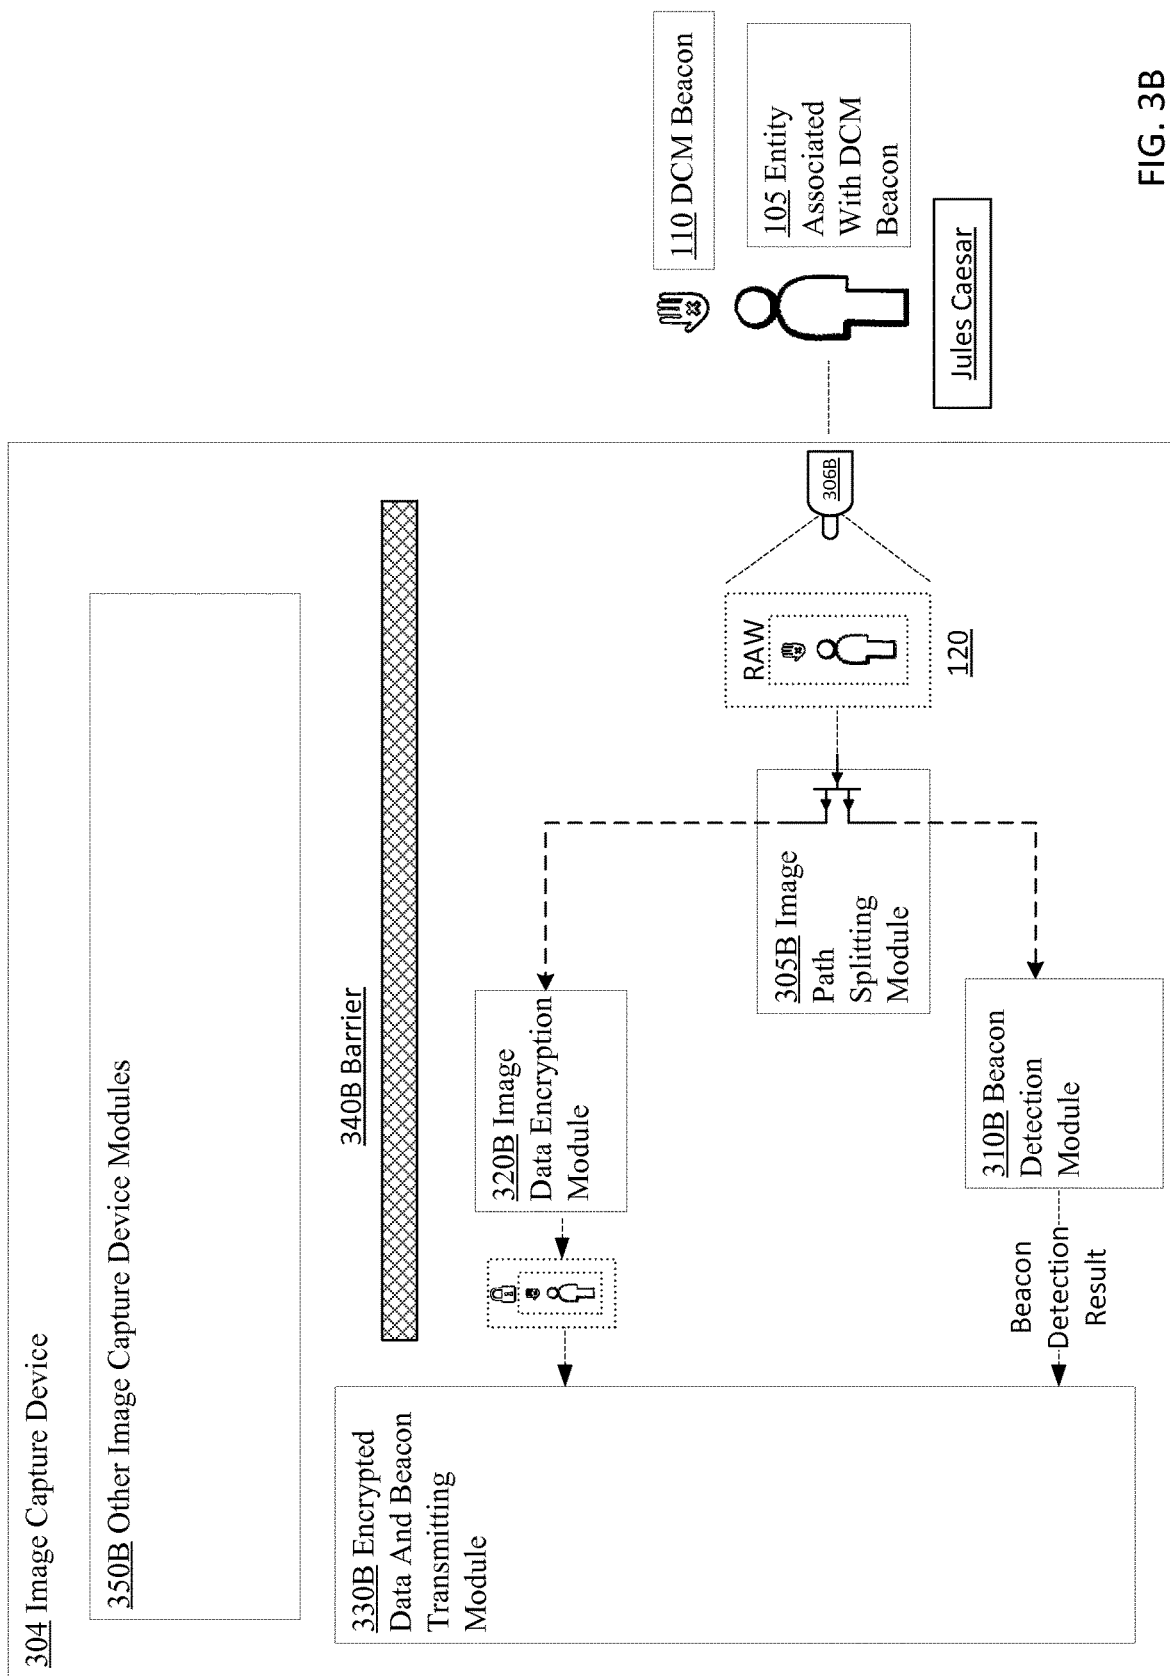 304 Image Capture Device
350B Other Image Capture Device Modules
340B Barrier
330B Encrypted
Data And Beacon
Transmitting
Module
320B Image
Data Encryption
Module
305B Image
Path
Splitting
Module
310B Beacon
Detection
Module
Beacon
Detection
Result
RAW
120
306B
110 DCM Beacon
105 Entity
Associated
With DCM
Beacon
Jules Caesar
FIG. 3B